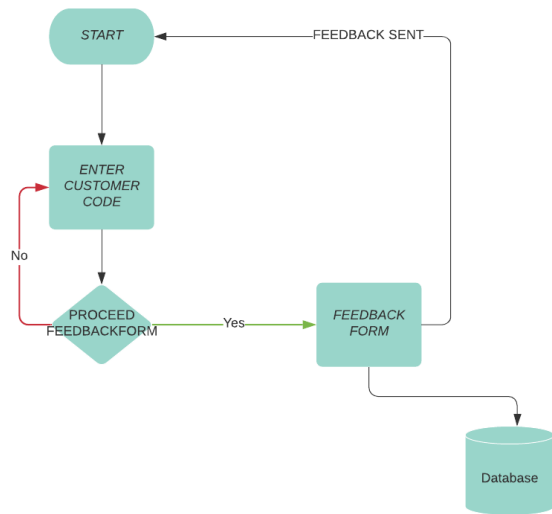 START
FEEDBACK SENT
ENTER
CUSTOMER
CODE
No
PROCEED
FEEDBACKFORM
Yes
FEEDBACK
FORM
Database